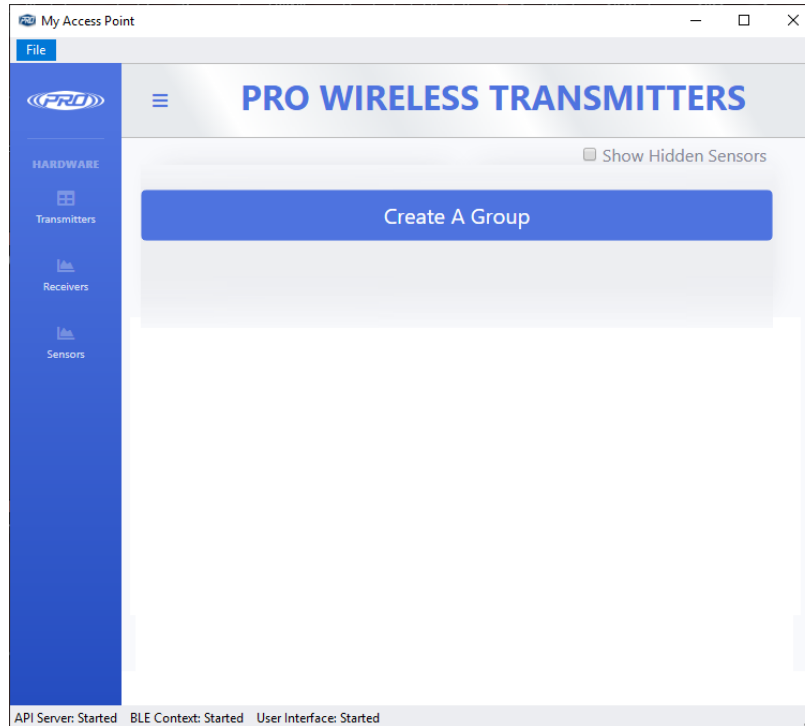 PRO My Access Point
File
PRO
PRO WIRELESS TRANSMITTERS
HARDWARE
Show Hidden Sensors
Transmitters
Create A Group
Receivers
Sensors
API Server: Started BLE Context: Started User Interface: Started